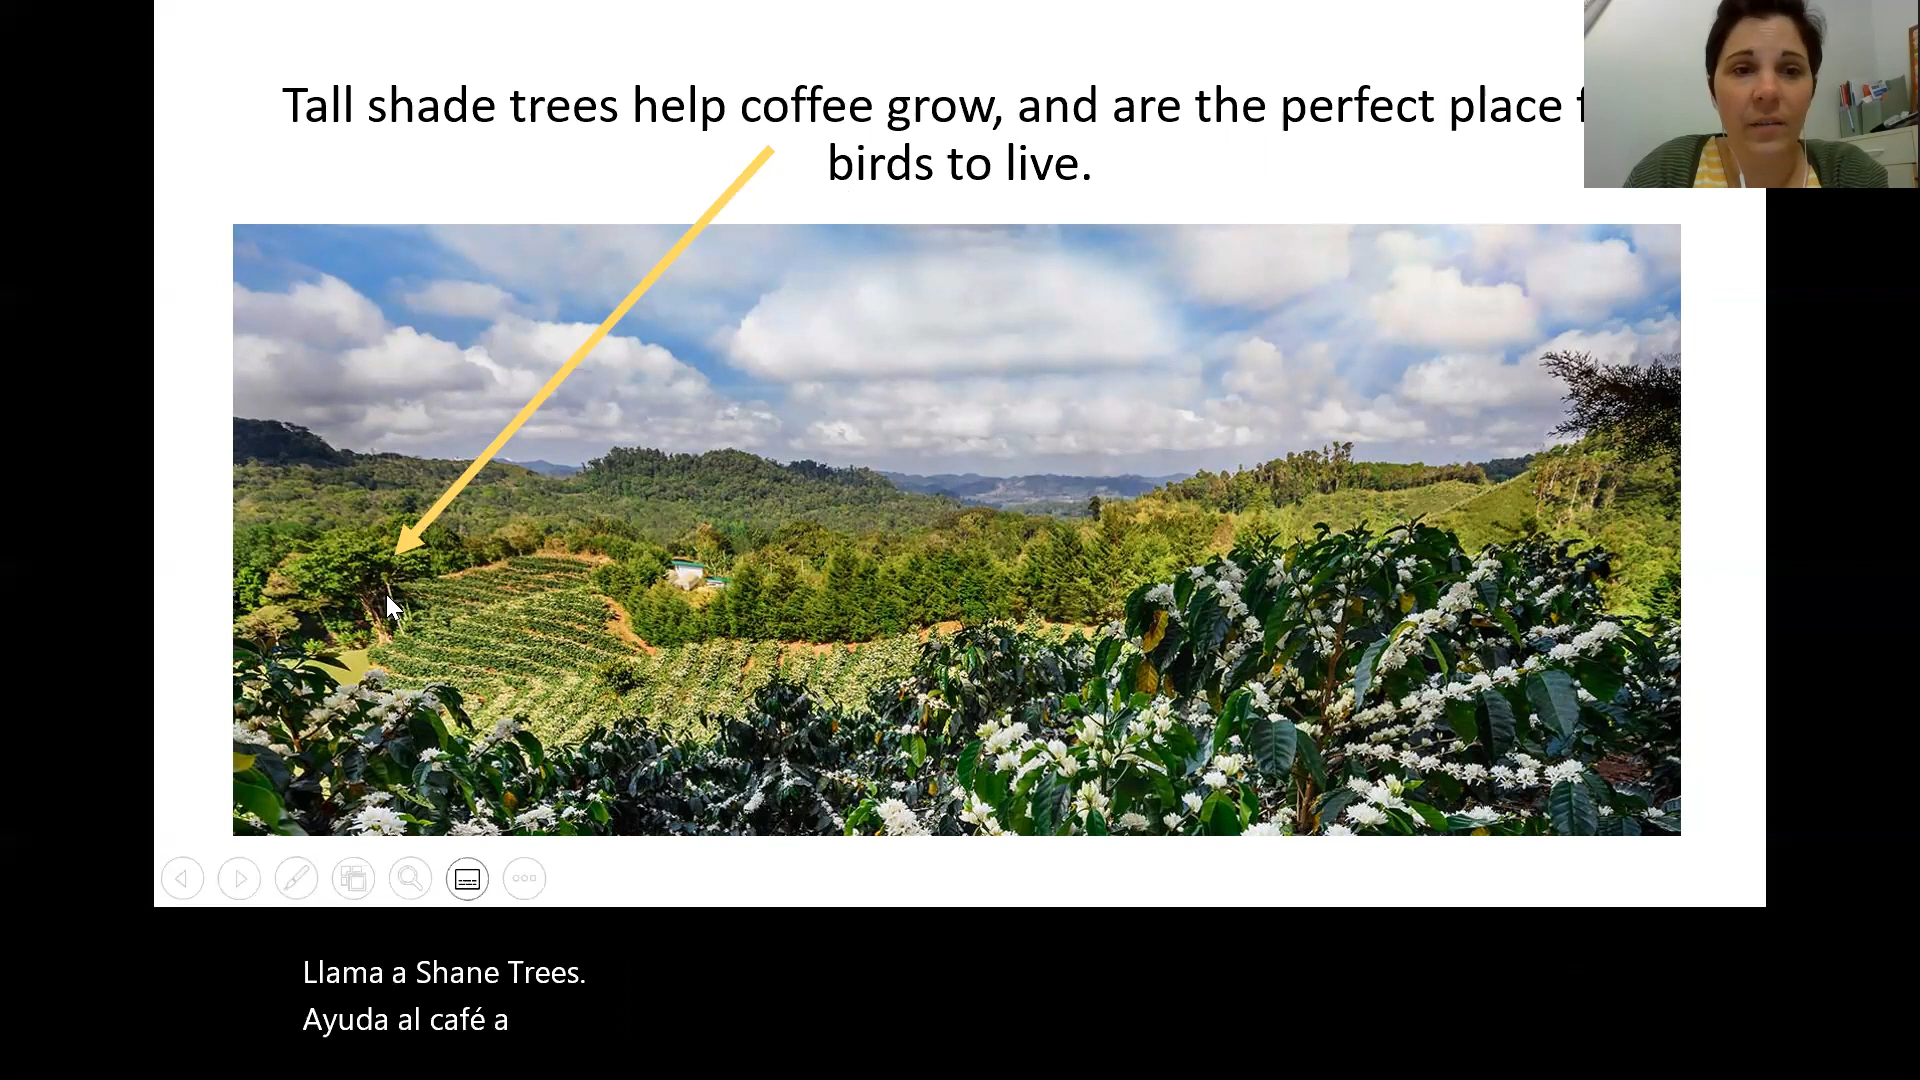 Tall shade trees help coffee grow, and are the perfect place
birds to live.
Llama a Shane Trees.
Ayuda al café a